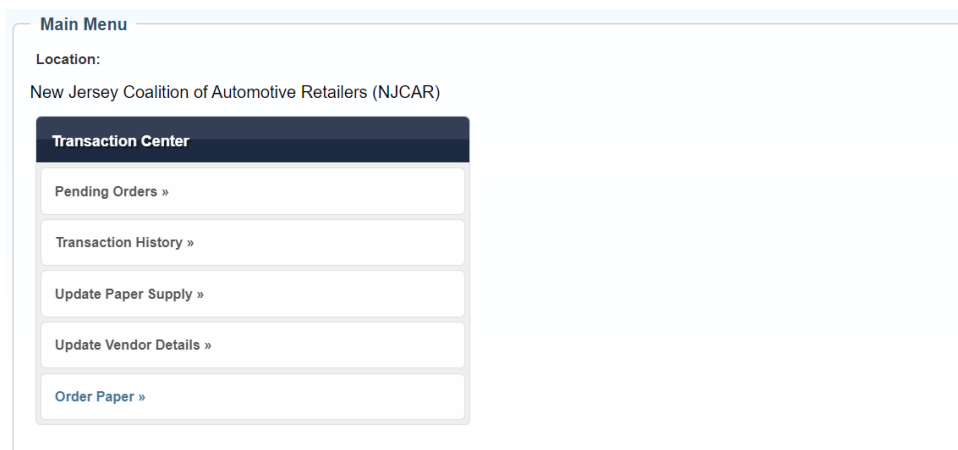 Main Menu
Location:
New Jersey Coalition of Automotive Retailers (NJCAR)
Transaction Center
Pending Orders »
Transaction History »
Update Paper Supply »
Update Vendor Details »
Order Paper »